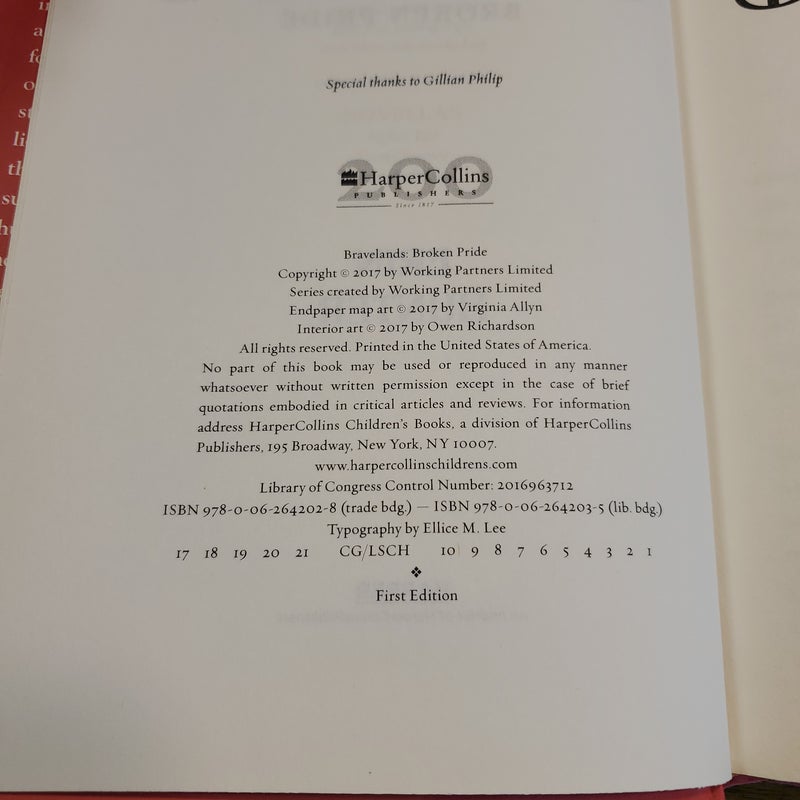 Special thanks to Gillian Philip
200
HarperCollins
PUBLISHERS
Since 1817
Bravelands: Broken Pride
Copyright © 2017 by Working Partners Limited
Series created by Working Partners Limited
Endpaper map art © 2017 by Virginia Allyn
Interior art © 2017 by Owen Richardson
All rights reserved. Printed in the United States of America.
No part of this book may be used or reproduced in any manner
whatsoever without written permission except in the case of brief
quotations embodied in critical articles and reviews. For information
address HarperCollins Children's Books, a division of HarperCollins
Publishers, 195 Broadway, New York, NY 10007.
www.harpercollinschildrens.com
Library of Congress Control Number: 2016963712
ISBN 978-0-06-264202-8 (trade bdg.) — ISBN 978-0-06-264203-5 (lib. bdg.)
Typography by Ellice M. Lee
17 18 19 20 21 CG/LSCH 10 9 8 7 6 5 4 3 2 1
❖
First Edition